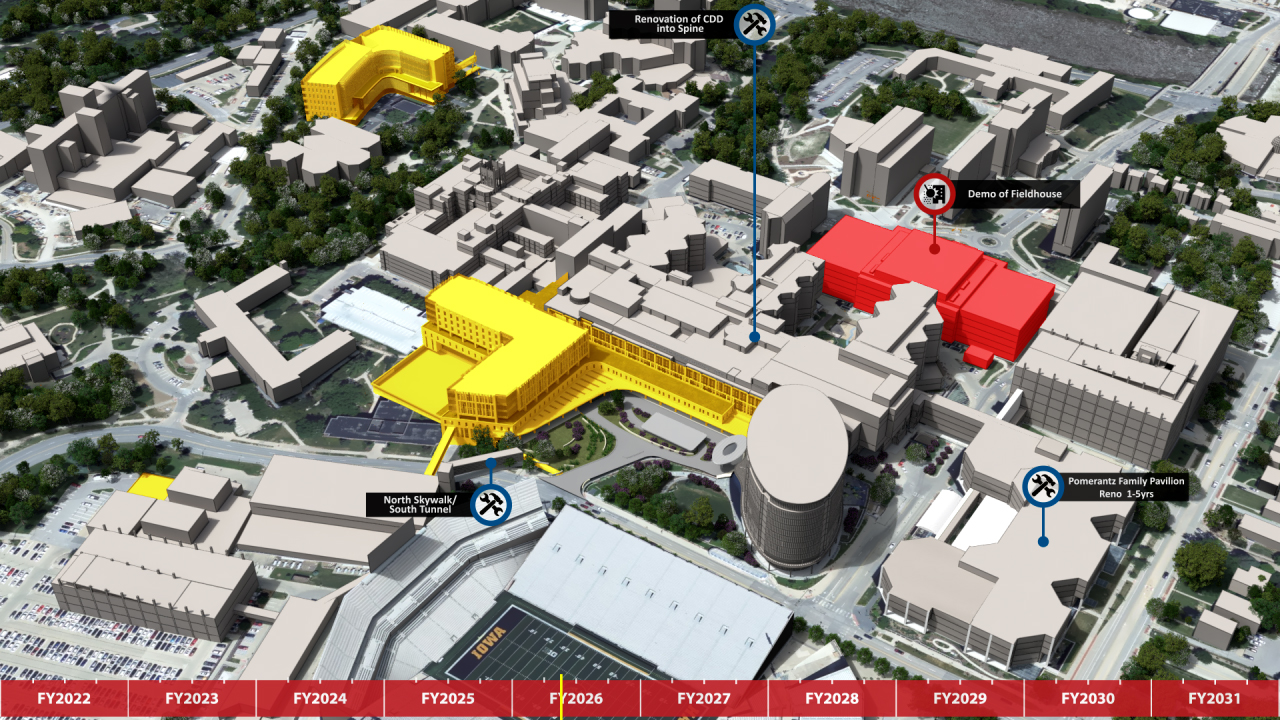 Renovation of CDD
into Spine
Demo of Fieldhouse
Pomerantz Family Pavilion
Reno 1-5yrs
North Skywalk/
South Tunnel
IOWA
FY2022
FY2023
FY2024
FY2025
FY2026
FY2027
FY2028
FY2029
FY2030
FY2031